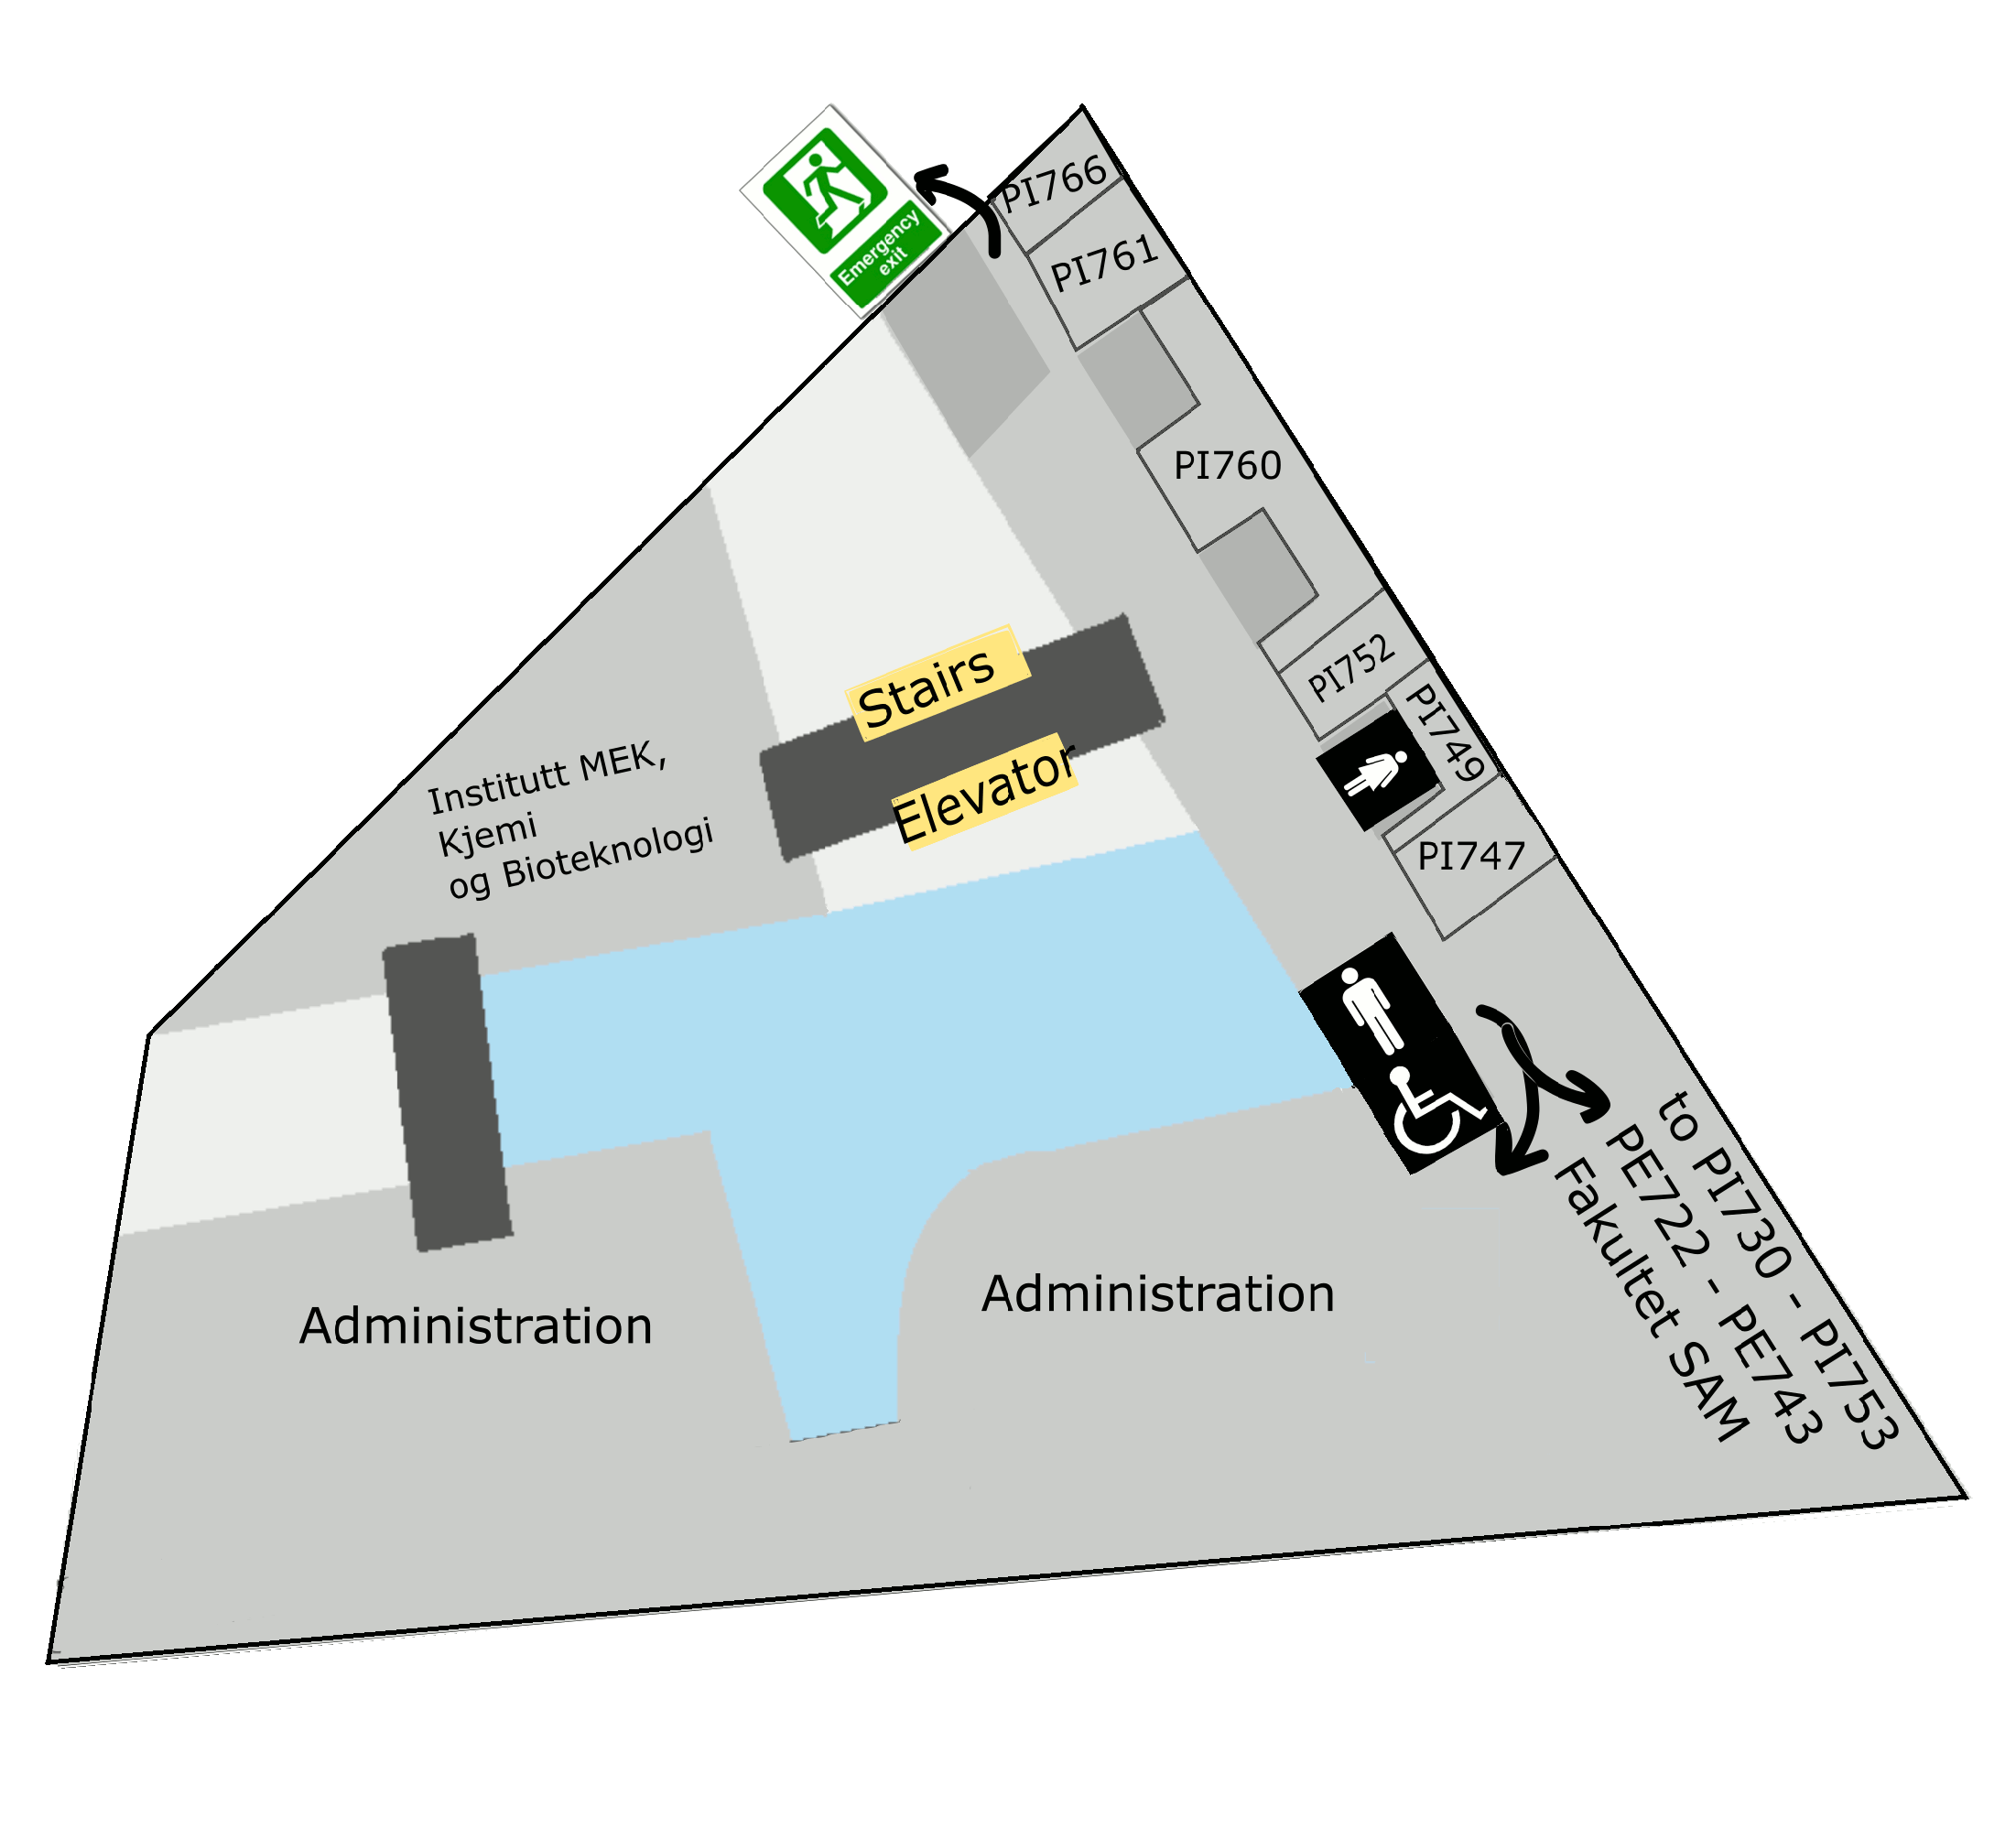 Emergency
exit
PI766
PI761
PI760
Stairs
PI752
PI749
Elevator
Institutt MEK,
Kjemi
og Bioteknologi
PI747
to PI730 - PI753
PE722 - PE743
Fakultet SAM
Administration
Administration